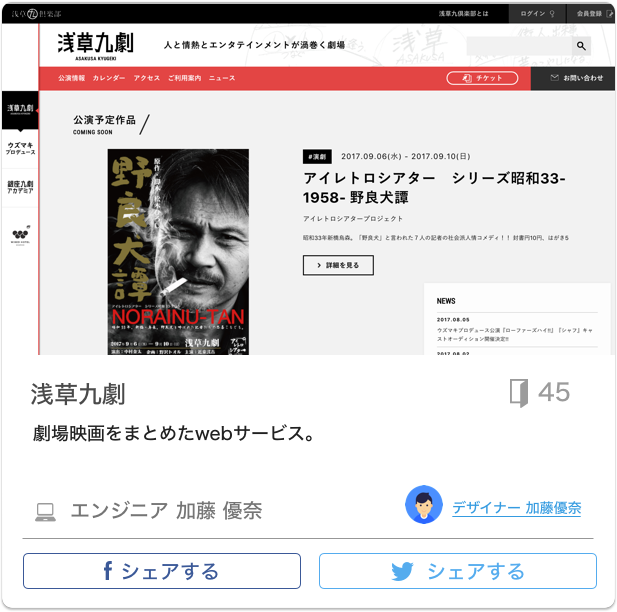 浅草九倶楽部
浅草九倶楽部とは
ログイン
会員登録
浅草九劇
ASAKUSA KYUGEKI
人と情熱とエンタテインメントが渦巻く劇場
公演情報 カレンダー アクセス ご利用案内 ニュース
チケット
お問い合わせ
浅草九劇
ウズマキ
プロデュース
銀座九劇
アカデミア
公演予定作品
COMING SOON
野良犬譚
NORAINU-TAN
浅草九劇
#演劇 2017.09.06(水) - 2017.09.10(日)
アイレトロシアター シリーズ昭和33-
1958- 野良犬譚
アイレトロシアタープロジェクト
昭和33年新橋烏森。「野良犬」と言われた７人の記者の社会派人情コメディ！！ 封書円10円、はがき5
詳細を見る
NEWS
2017.08.05
ウズマキプロデュース公演『ローファーズハイ!!』『シャフ』キャ
ストオーディション開催決定!!
2017.08.02
浅草九劇
45
劇場映画をまとめたwebサービス。
エンジニア 加藤 優奈
デザイナー 加藤優奈
シェアする
シェアする